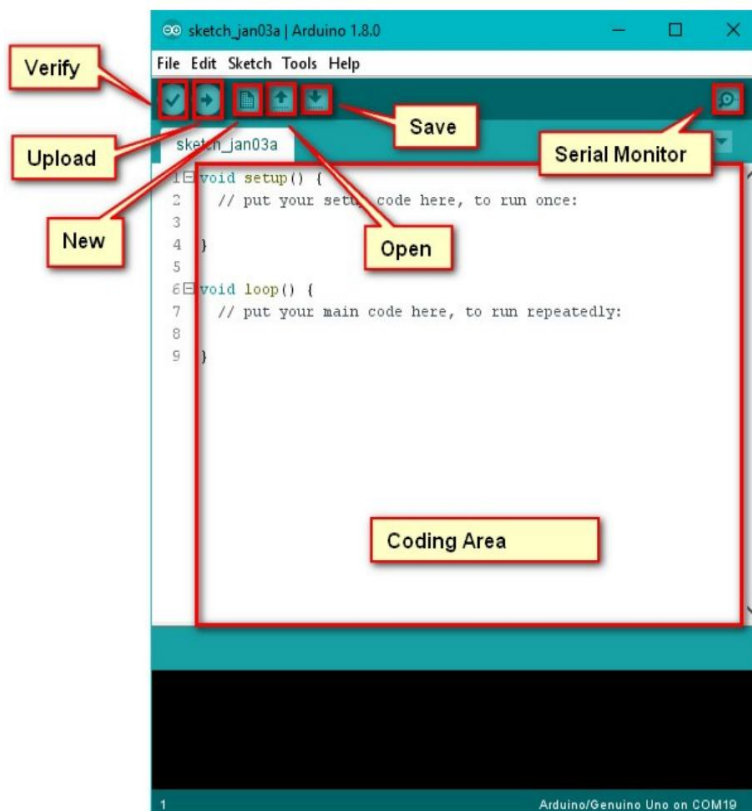 sketch_jan03a | Arduino 1.8.0
File Edit Sketch Tools Help
Verify
Upload
New
Open
Save
Serial Monitor
sketch_jan03a
1 void setup() {
2 // put your setup code here, to run once:
3
4 }
5
6 void loop() {
7 // put your main code here, to run repeatedly:
8
9 }
Coding Area
1
Arduino/Genuino Uno on COM19